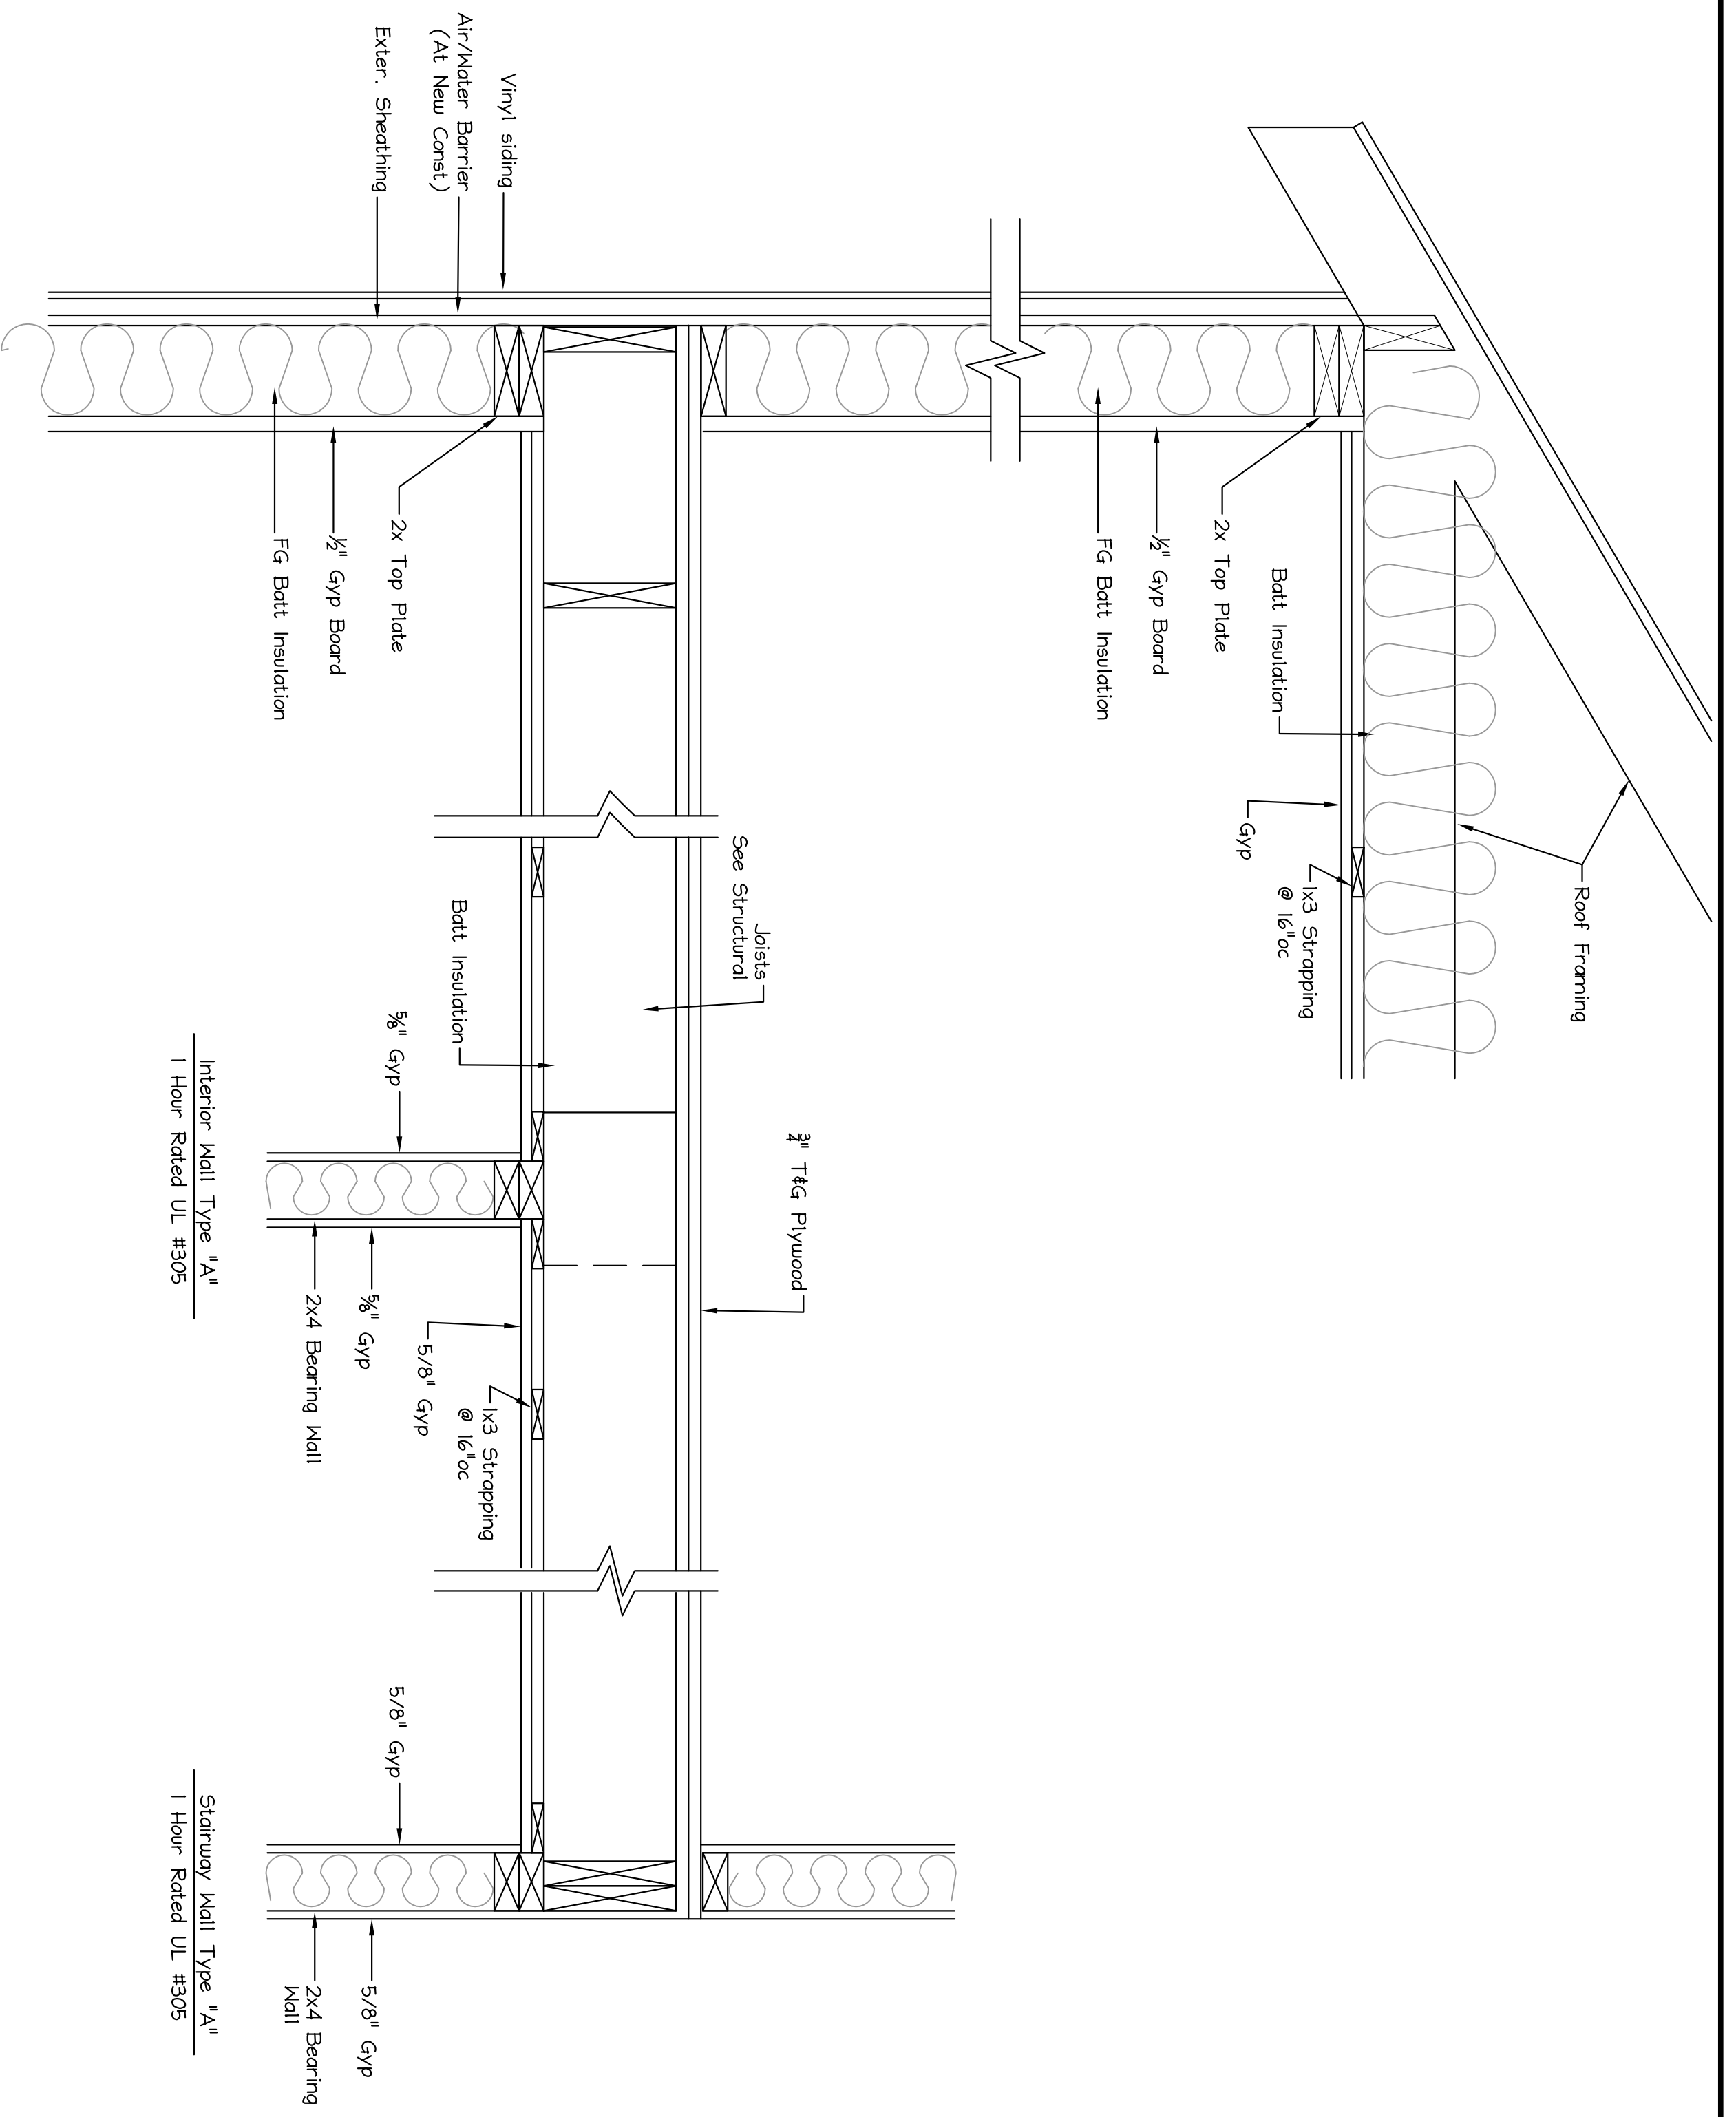 Roof Framing
1x3 Strapping
@ 16"oc
Batt Insulation
Gyp
2x Top Plate
½" Gyp Board
FG Batt Insulation
¾" T&G Plywood
Joists
See Structural
Vinyl siding
Air/Water Barrier
(At New Const)
Exter. Sheathing
2x Top Plate
½" Gyp Board
FG Batt Insulation
Batt Insulation
1x3 Strapping
@ 16"oc
5/8" Gyp
⅝" Gyp
⅝" Gyp
2x4 Bearing Wall
5/8" Gyp
5/8" Gyp
2x4 Bearing
Wall
Interior Wall Type "A"
1 Hour Rated UL #305
Stairway Wall Type "A"
1 Hour Rated UL #305